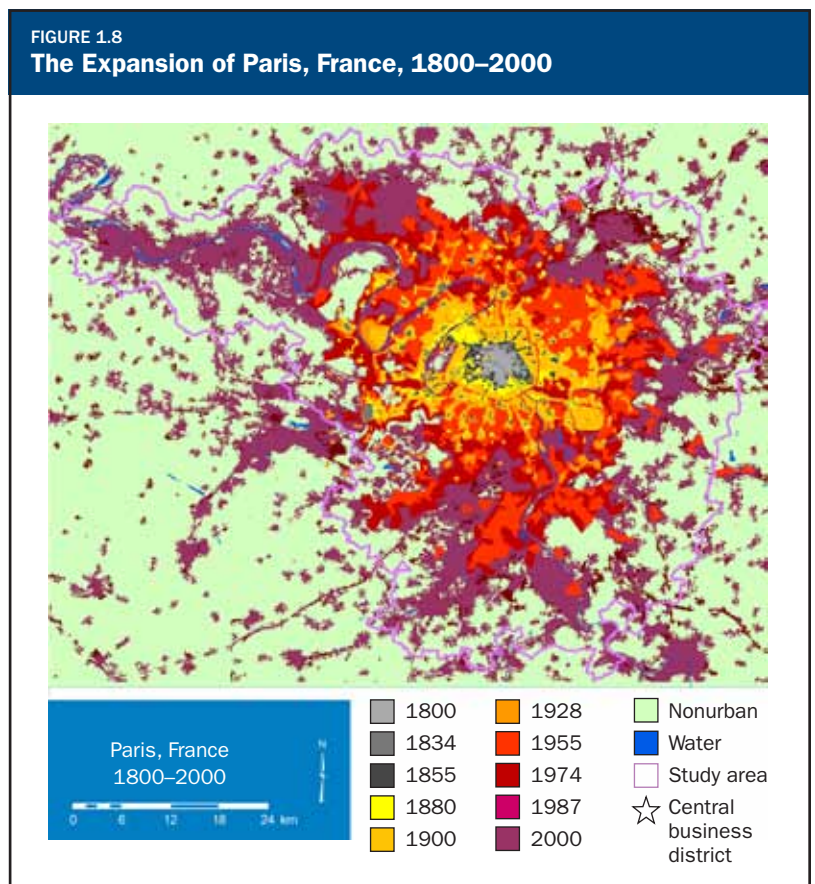 FIGURE 1.8
The Expansion of Paris, France, 1800–2000
Paris, France
1800–2000
N
0 6 12 18 24 km
1800
1834
1855
1880
1900
1928
1955
1974
1987
2000
Nonurban
Water
Study area
Central
business
district